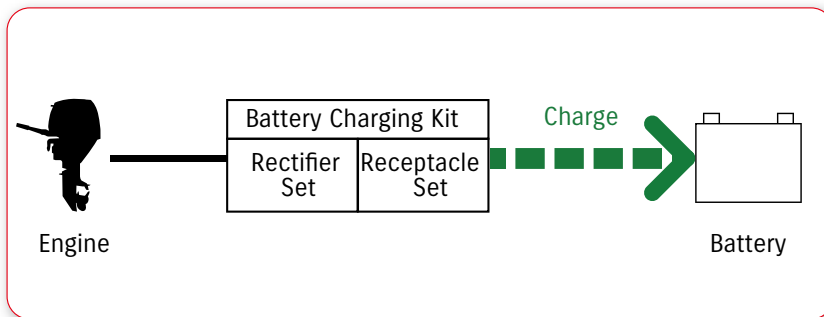 Battery Charging Kit
Charge
Rectifier
Set
Receptacle
Set
Engine
Battery